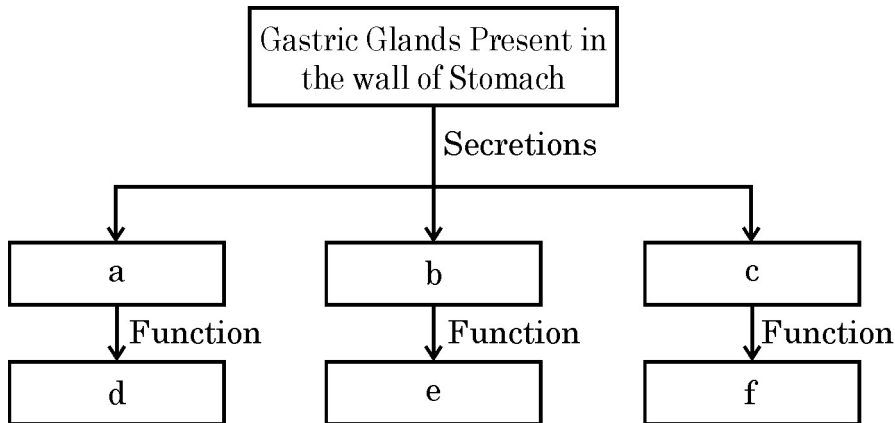 Gastric Glands Present in
the wall of Stomach
Secretions
a
b
c
Function
Function
Function
d
e
f